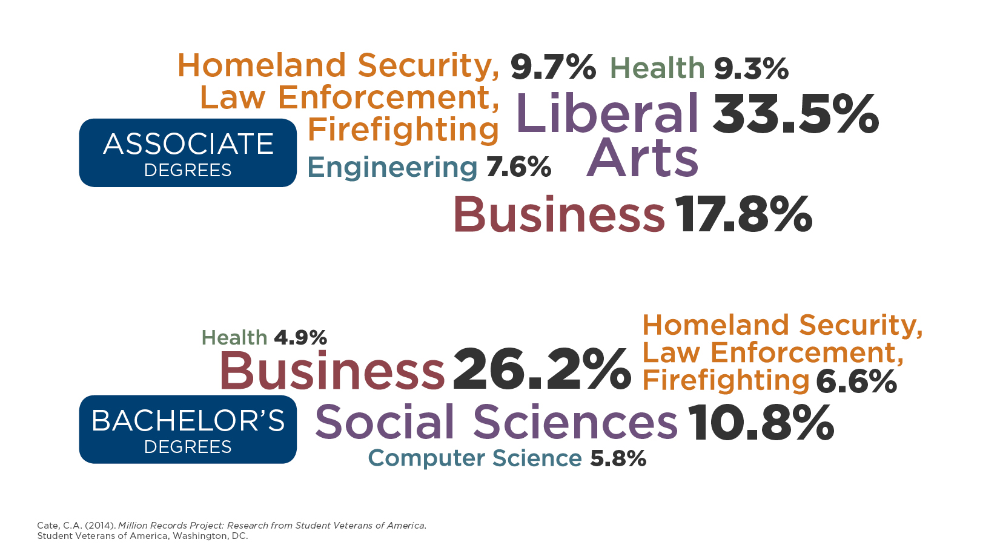 Homeland Security, 9.7% Health 9.3%
Law Enforcement,
Firefighting
Liberal 33.5%
Arts
ASSOCIATE
DEGREES
Engineering 7.6%
Business 17.8%
Health 4.9%
Business 26.2%
Homeland Security,
Law Enforcement,
Firefighting 6.6%
BACHELOR’S
DEGREES
Social Sciences 10.8%
Computer Science 5.8%
Cate, C.A. (2014). Million Records Project: Research from Student Veterans of America.
Student Veterans of America, Washington, DC.